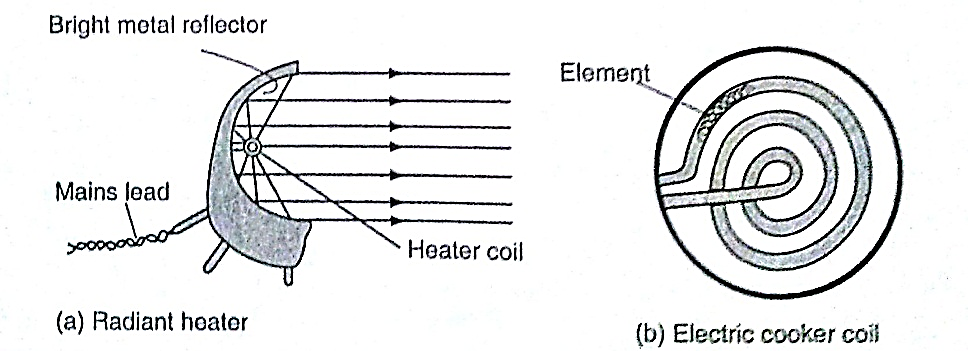 Bright metal reflector
Element
Mains lead
Heater coil
(a) Radiant heater
(b) Electric cooker coil